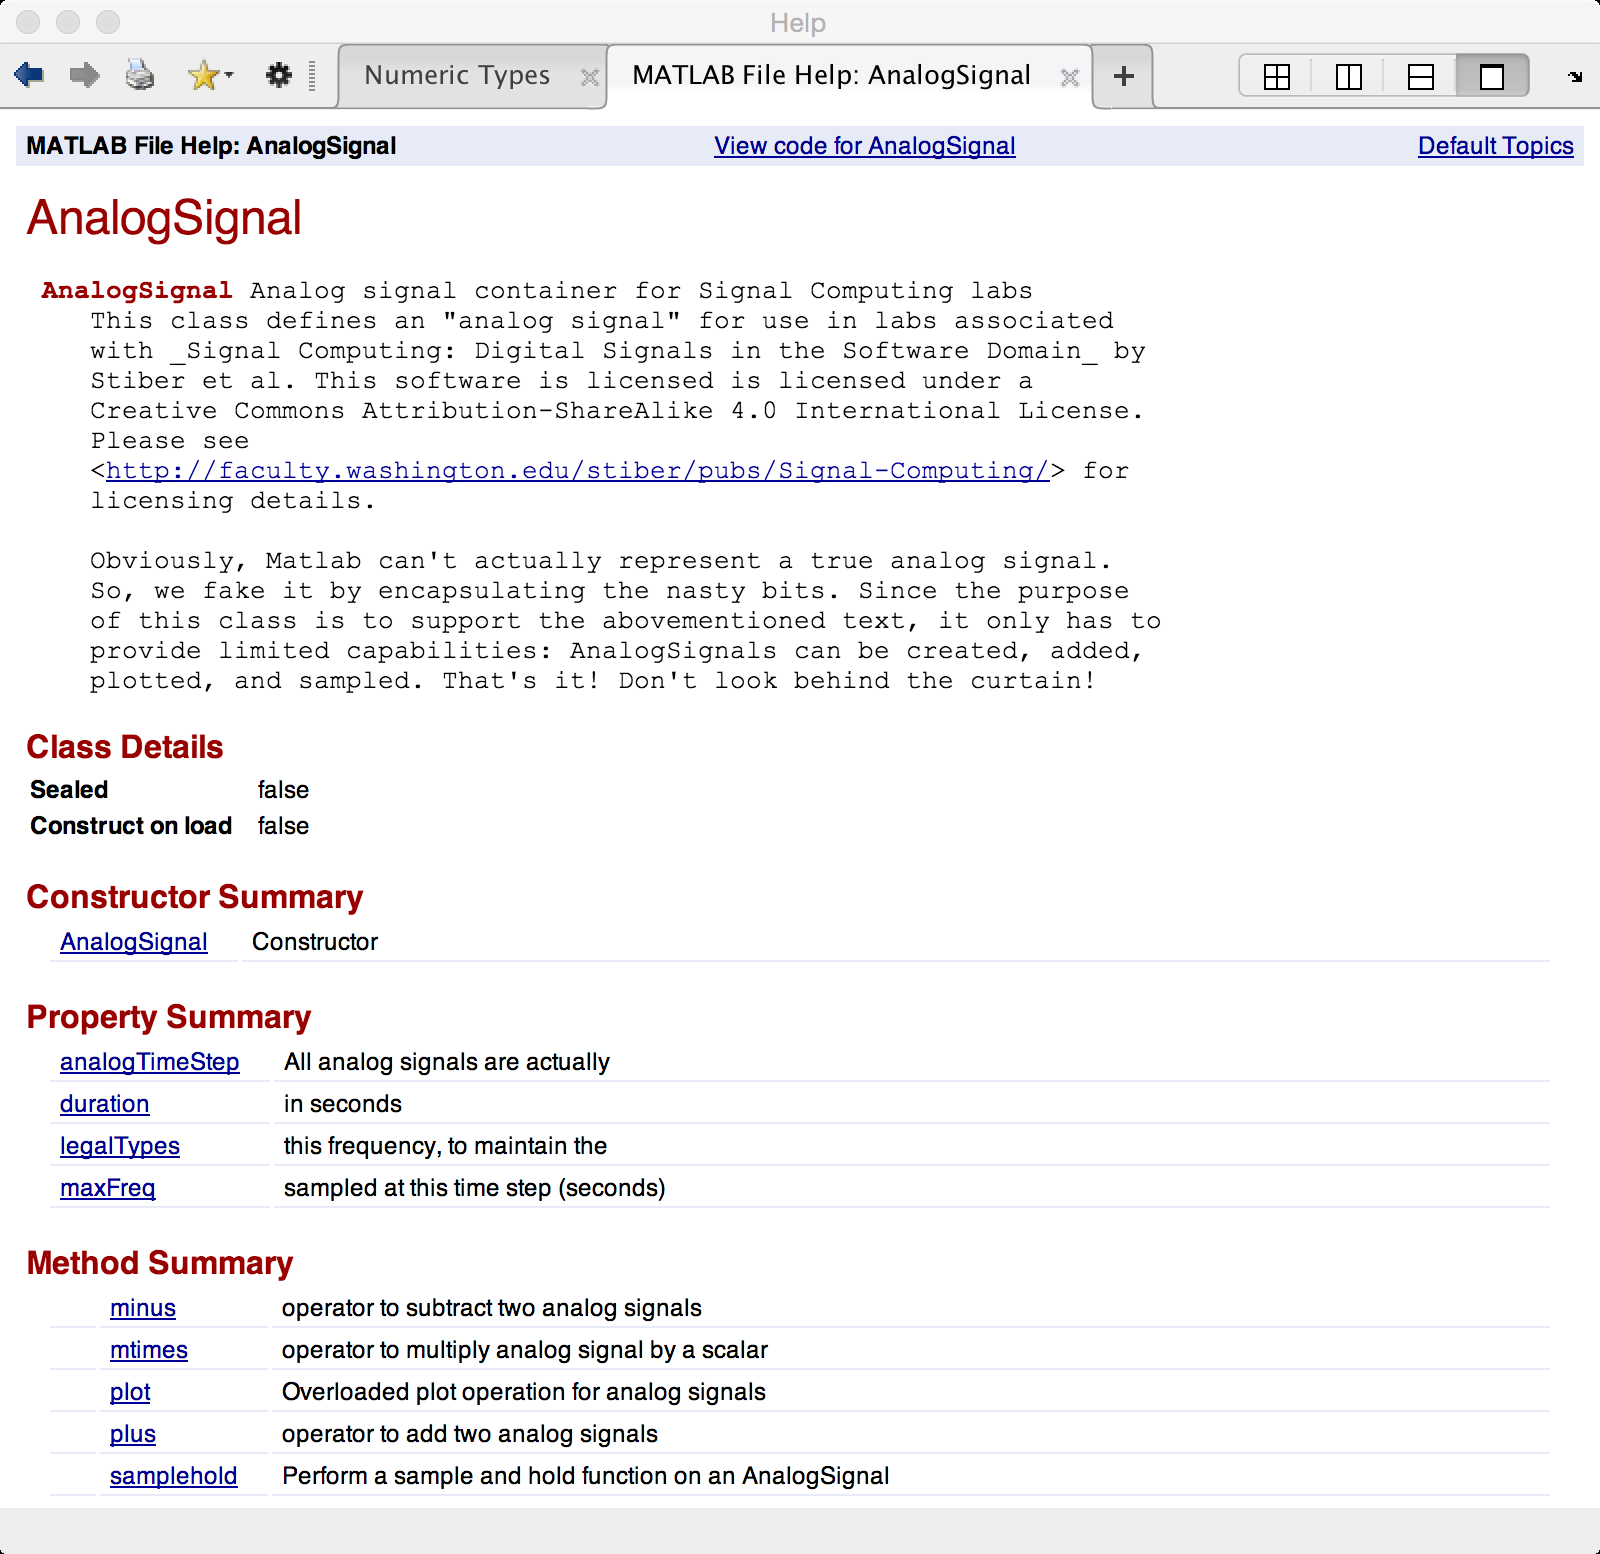 Help
Numeric Types
MATLAB File Help: AnalogSignal
MATLAB File Help: AnalogSignal View code for AnalogSignal Default Topics
AnalogSignal
AnalogSignal Analog signal container for Signal Computing labs
This class defines an "analog signal" for use in labs associated
with _Signal Computing: Digital Signals in the Software Domain_ by
Stiber et al. This software is licensed is licensed under a
Creative Commons Attribution-ShareAlike 4.0 International License.
Please see
<http://faculty.washington.edu/stiber/pubs/Signal-Computing/> for
licensing details.
Obviously, Matlab can't actually represent a true analog signal.
So, we fake it by encapsulating the nasty bits. Since the purpose
of this class is to support the abovementioned text, it only has to
provide limited capabilities: AnalogSignals can be created, added,
plotted, and sampled. That's it! Don't look behind the curtain!
Class Details
Sealed false
Construct on load false
Constructor Summary
AnalogSignal Constructor
Property Summary
analogTimeStep All analog signals are actually
duration in seconds
legalTypes this frequency, to maintain the
maxFreq sampled at this time step (seconds)
Method Summary
minus operator to subtract two analog signals
mtimes operator to multiply analog signal by a scalar
plot Overloaded plot operation for analog signals
plus operator to add two analog signals
samplehold Perform a sample and hold function on an AnalogSignal